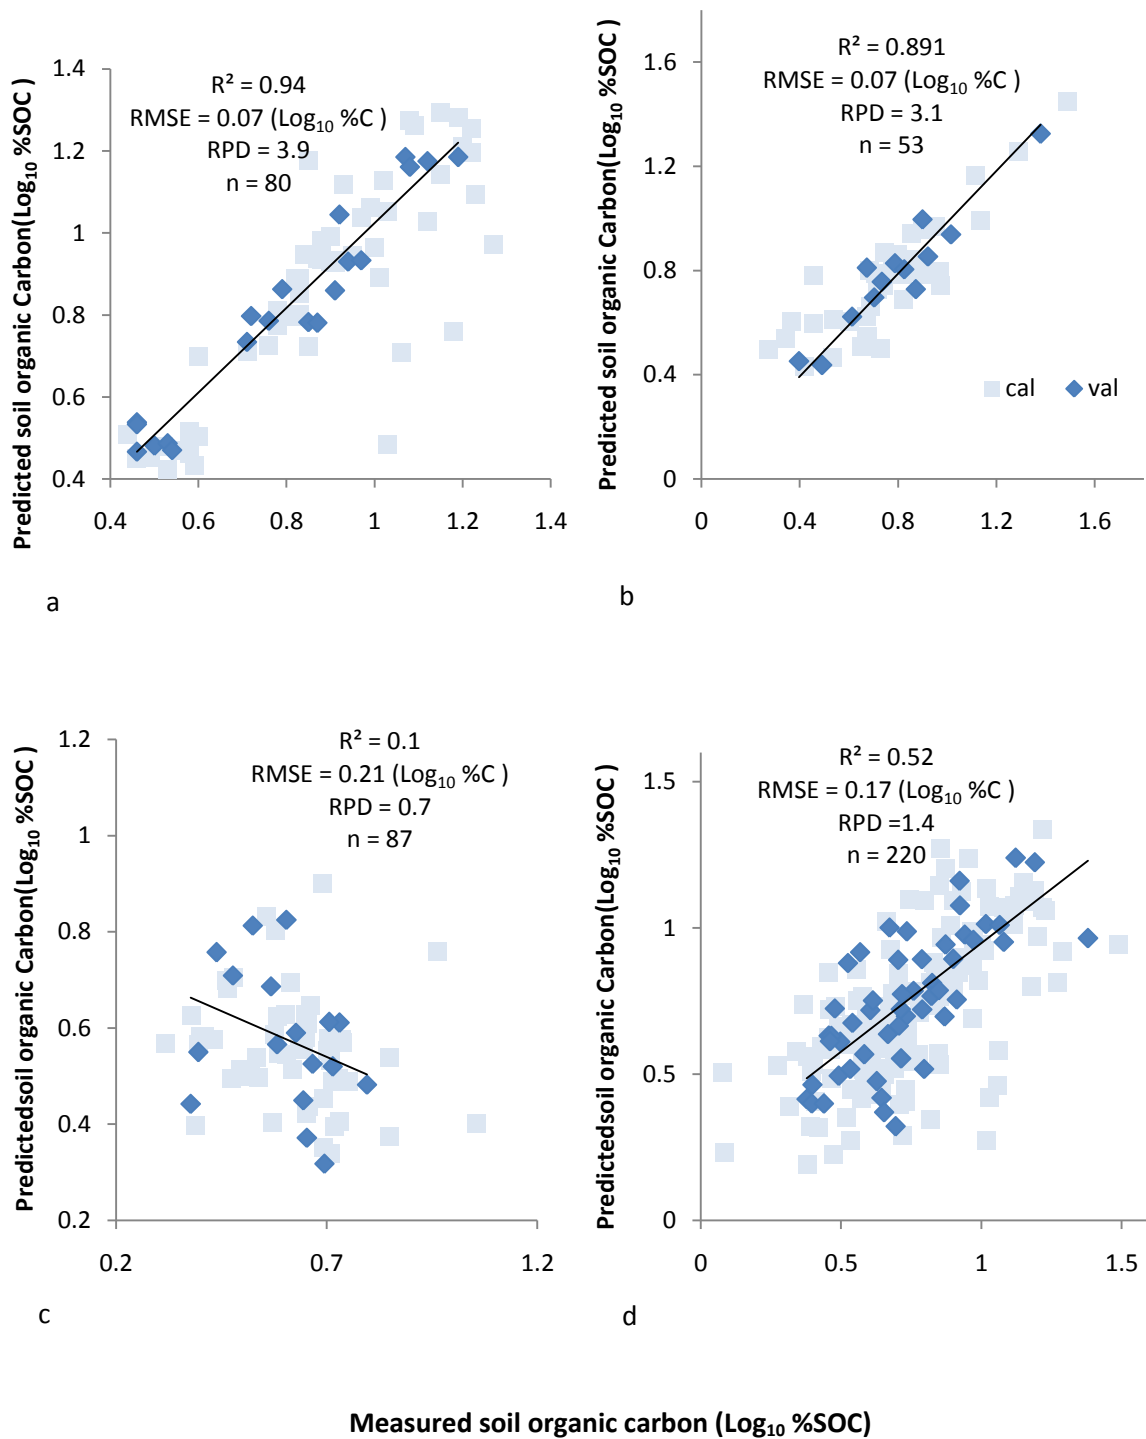 Predicted soil organic Carbon(Log₁₀ %SOC )
1.4
1.2
1
0.8
0.6
0.4
R² = 0.94
RMSE = 0.07 (Log₁₀ %C )
RPD = 3.9
n = 80
0.4 0.6 0.8 1 1.2 1.4
a
Predicted soil organic Carbon(Log₁₀ %SOC )
1.6
1.2
0.8
0.4
0
R² = 0.891
RMSE = 0.07 (Log₁₀ %C )
RPD = 3.1
n = 53
cal val
0 0.4 0.8 1.2 1.6
b
Predictedsoil organic Carbon(Log₁₀ %SOC )
1.2
1
0.8
0.6
0.4
0.2
R² = 0.1
RMSE = 0.21 (Log₁₀ %C )
RPD = 0.7
n = 87
0.2 0.7 1.2
c
Predictedsoil organic Carbon(Log₁₀ %SOC )
1.5
1
0.5
0
R² = 0.52
RMSE = 0.17 (Log₁₀ %C )
RPD =1.4
n = 220
0 0.5 1 1.5
d
Measured soil organic carbon (Log₁₀ %SOC)